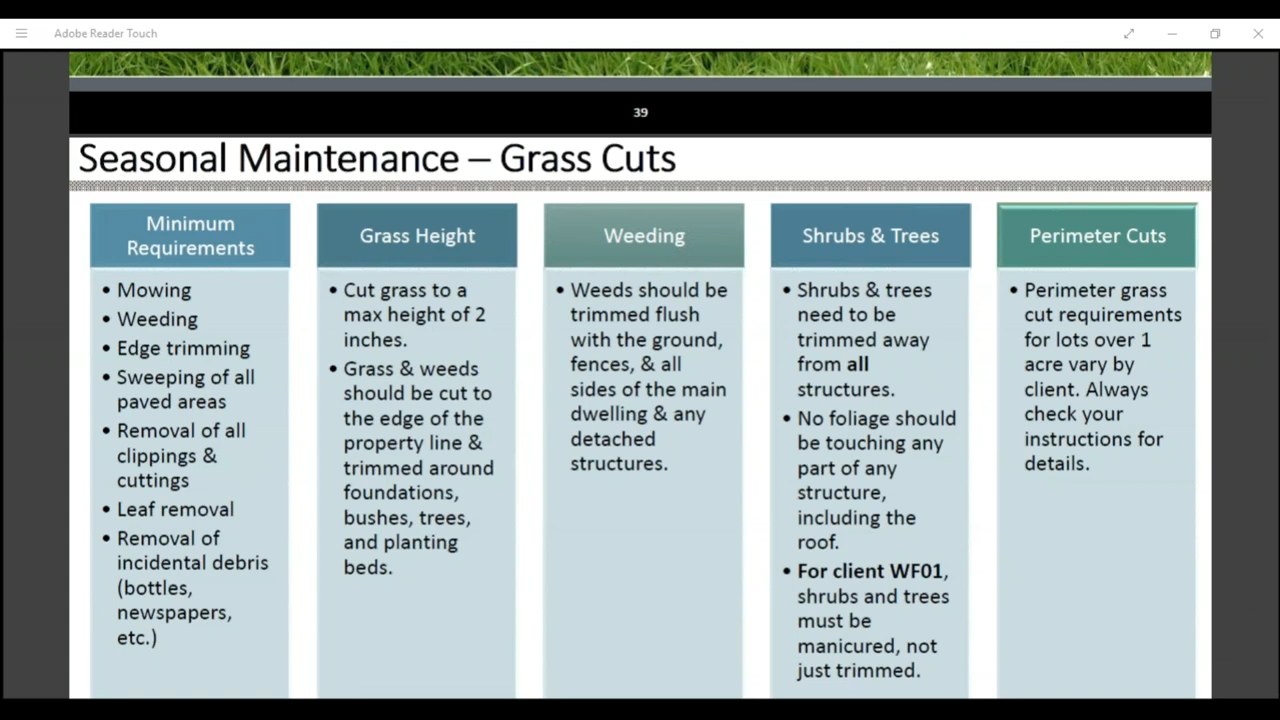 Adobe Reader Touch
39
Seasonal Maintenance – Grass Cuts
Minimum
Requirements
• Mowing
• Weeding
• Edge trimming
• Sweeping of all
paved areas
• Removal of all
clippings &
cuttings
• Leaf removal
• Removal of
incidental debris
(bottles,
newspapers,
etc.)
Grass Height
• Cut grass to a
max height of 2
inches.
• Grass & weeds
should be cut to
the edge of the
property line &
trimmed around
foundations,
bushes, trees,
and planting
beds.
Weeding
• Weeds should be
trimmed flush
with the ground,
fences, & all
sides of the main
dwelling & any
detached
structures.
Shrubs & Trees
• Shrubs & trees
need to be
trimmed away
from all
structures.
• No foliage should
be touching any
part of any
structure,
including the
roof.
• For client WF01,
shrubs and trees
must be
manicured, not
just trimmed.
Perimeter Cuts
• Perimeter grass
cut requirements
for lots over 1
acre vary by
client. Always
check your
instructions for
details.